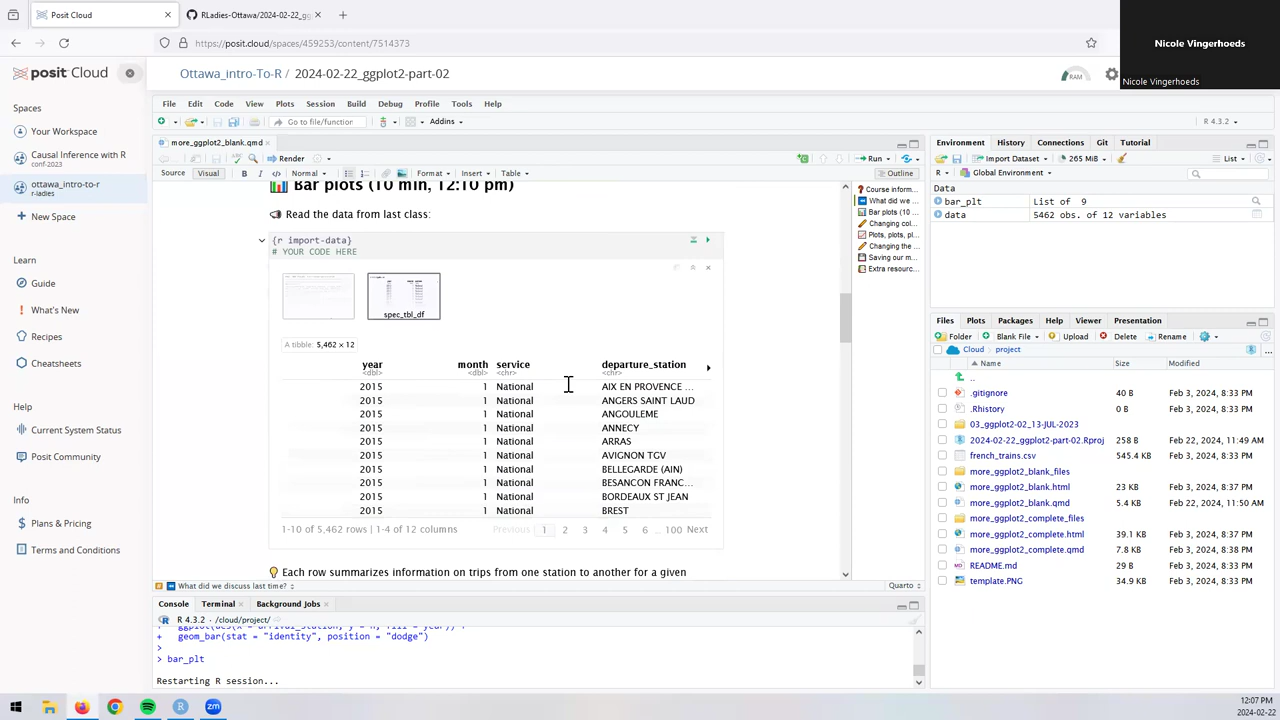 Posit Cloud
RLadies-Ottawa/2024-02-22_gg
https://posit.cloud/spaces/459253/content/7514373
Nicole Vingerhoeds
Nicole Vingerhoeds
posit Cloud
Ottawa_intro-To-R / 2024-02-22_ggplot2-part-02
RAM
Spaces
Your Workspace
Causal Inference with R
conf-2023
ottawa_intro-to-r
r-ladies
New Space
Learn
Guide
What's New
Recipes
Cheatsheets
Help
Current System Status
Posit Community
Info
Plans & Pricing
Terms and Conditions
File Edit Code View Plots Session Build Debug Profile Tools Help
Go to file/function
Addins
R 4.3.2
more_ggplot2_blank.qmd
Render
Run
Source Visual B I </> Normal Format Insert Table Outline
Bar plots (10 min, 12:10 pm)
Read the data from last class:
{r import-data}
# YOUR CODE HERE
spec_tbl_df
A tibble: 5,462 × 12
year month service departure_station
<dbl> <dbl> <chr> <chr>
2015 1 National AIX EN PROVENCE ...
2015 1 National ANGERS SAINT LAUD
2015 1 National ANGOULEME
2015 1 National ANNECY
2015 1 National ARRAS
2015 1 National AVIGNON TGV
2015 1 National BELLEGARDE (AIN)
2015 1 National BESANCON FRANC...
2015 1 National BORDEAUX ST JEAN
2015 1 National BREST
1-10 of 5,462 rows | 1-4 of 12 columns Previous 1 2 3 4 5 6 ... 100 Next
Each row summarizes information on trips from one station to another for a given
Course inform...
What did we ...
Bar plots (10 ...
Changing col...
Plots, plots, pl...
Changing the ...
Saving our m...
Extra resourc...
What did we discuss last time?
Quarto
Console Terminal Background Jobs
R 4.3.2 · /cloud/project/
+ geom_bar(stat = "identity", position = "dodge")
>
> bar_plt
Restarting R session...
Environment History Connections Git Tutorial
Import Dataset 265 MiB List
R Global Environment
Data
bar_plt List of 9
data 5462 obs. of 12 variables
Files Plots Packages Help Viewer Presentation
Folder Blank File Upload Delete Rename
Cloud project
Name Size Modified
..
.gitignore 40 B Feb 3, 2024, 8:33 PM
.Rhistory 0 B Feb 3, 2024, 8:33 PM
03_ggplot2-02_13-JUL-2023
2024-02-22_ggplot2-part-02.Rproj 258 B Feb 22, 2024, 11:49 AM
french_trains.csv 545.4 KB Feb 3, 2024, 8:33 PM
more_ggplot2_blank_files
more_ggplot2_blank.html 23 KB Feb 3, 2024, 8:33 PM
more_ggplot2_blank.qmd 5.4 KB Feb 22, 2024, 11:50 AM
more_ggplot2_complete_files
more_ggplot2_complete.html 39.1 KB Feb 3, 2024, 8:37 PM
more_ggplot2_complete.qmd 7.8 KB Feb 3, 2024, 8:38 PM
README.md 29 B Feb 3, 2024, 8:33 PM
template.PNG 34.9 KB Feb 3, 2024, 8:33 PM
12:07 PM
2024-02-22